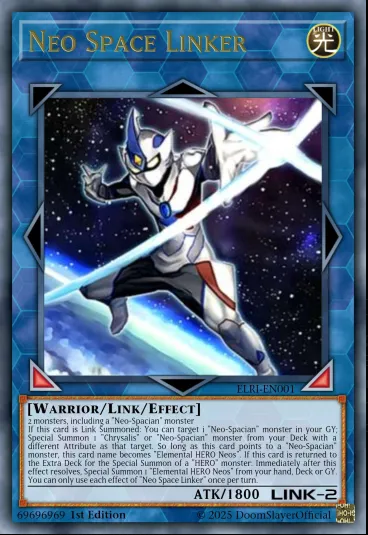 Neo Space Linker
LIGHT
光
ELRI-EN001
[Warrior/Link/Effect]
2 monsters, including a "Neo-Spacian" monster
If this card is Link Summoned: You can target 1 "Neo-Spacian" monster in your GY;
Special Summon 1 "Chrysalis" or "Neo-Spacian" monster from your Deck with a
different Attribute as that target. So long as this card points to a "Neo-Spacian"
monster, this card name becomes "Elemental HERO Neos". If this card is returned to
the Extra Deck for the Special Summon of a "HERO" monster: Immediately after this
effect resolves, Special Summon 1 "Elemental HERO Neos" from your hand, Deck or GY.
You can only use each effect of "Neo Space Linker" once per turn.
ATK/1800 LINK-2
69696969 1st Edition © 2025 DoomSlayerOfficial